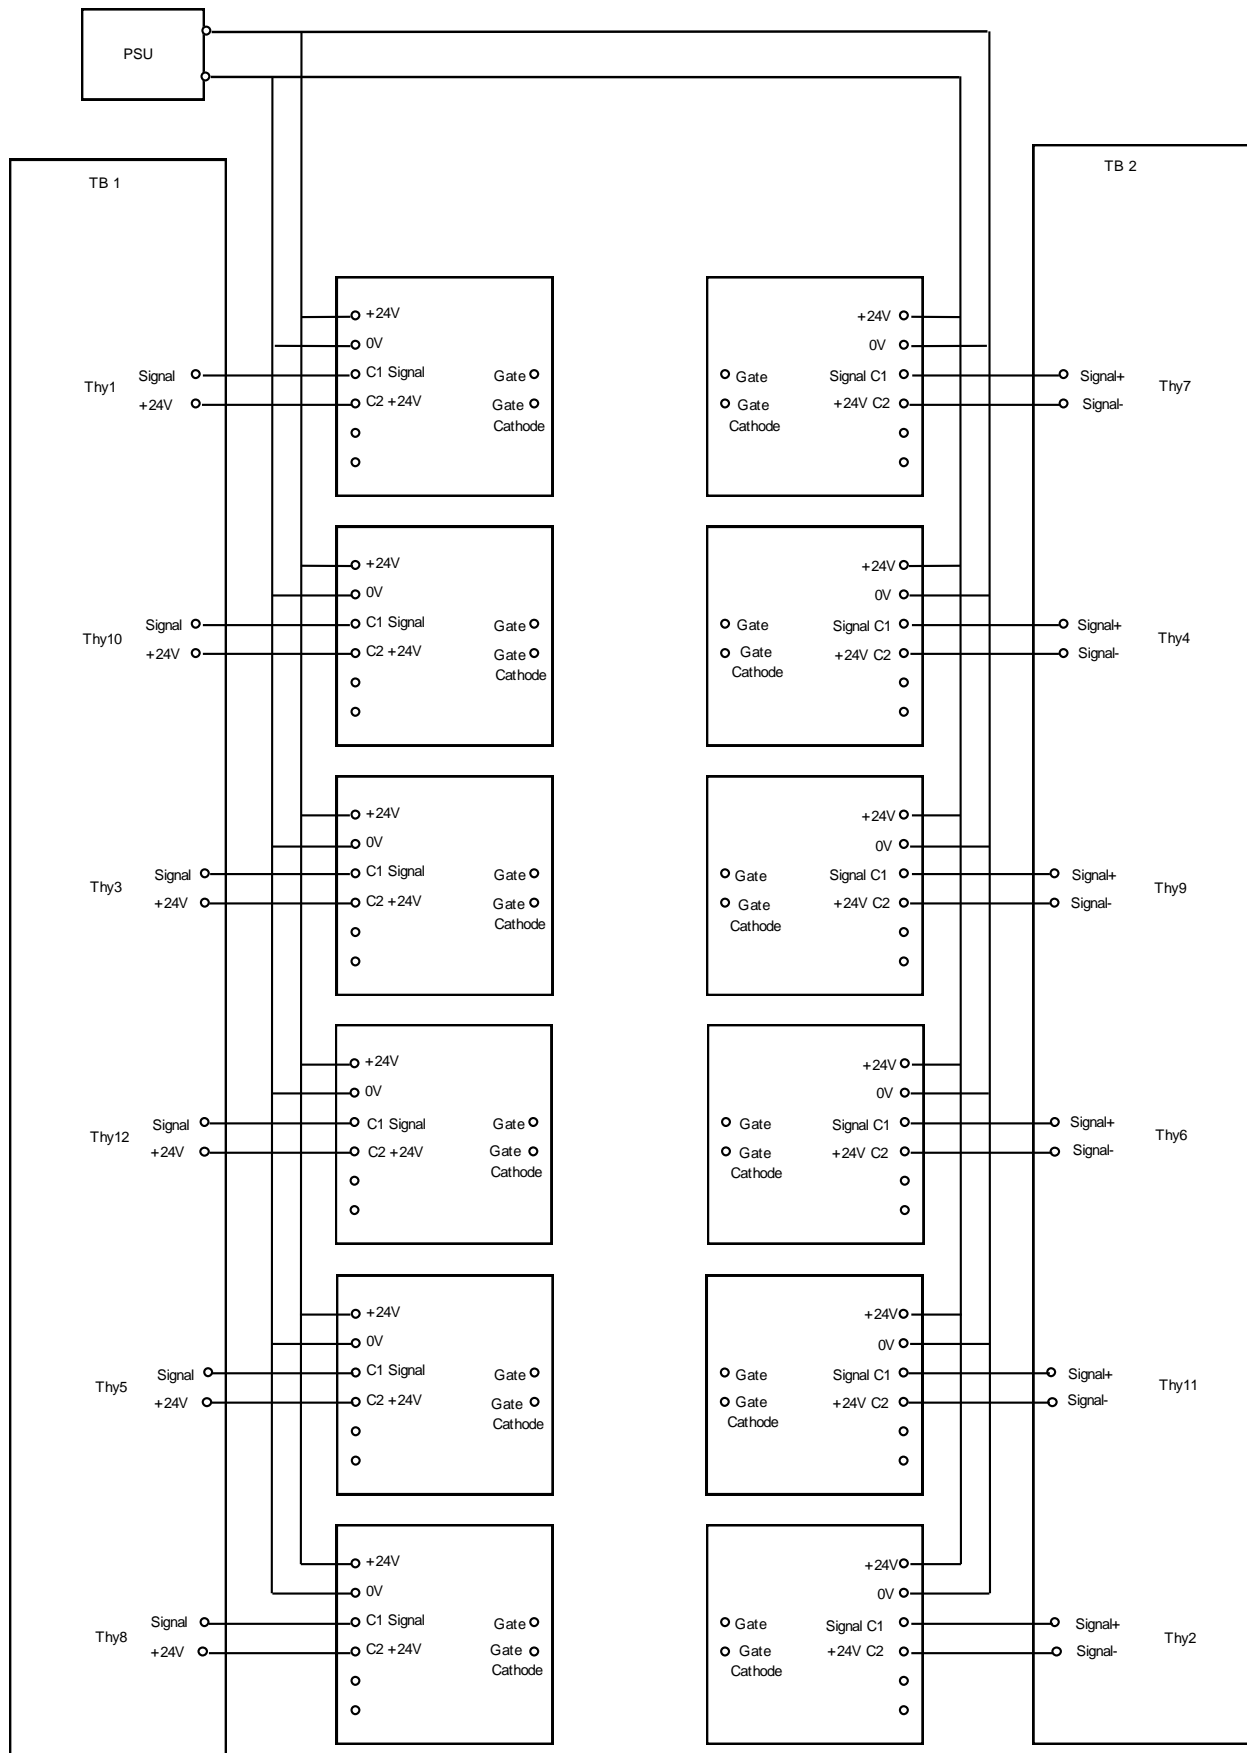 PSU
TB 1
TB 2
+24V
0V
C1 Signal
C2 +24V
Gate
Gate
Cathode
Thy1
Signal
+24V
+24V
0V
Signal C1
+24V C2
Gate
Gate
Cathode
Signal+
Signal-
Thy7
+24V
0V
C1 Signal
C2 +24V
Gate
Gate
Cathode
Thy10
Signal
+24V
+24V
0V
Signal C1
+24V C2
Gate
Gate
Cathode
Signal+
Signal-
Thy4
+24V
0V
C1 Signal
C2 +24V
Gate
Gate
Cathode
Thy3
Signal
+24V
+24V
0V
Signal C1
+24V C2
Gate
Gate
Cathode
Signal+
Signal-
Thy9
+24V
0V
C1 Signal
C2 +24V
Gate
Gate
Cathode
Thy12
Signal
+24V
+24V
0V
Signal C1
+24V C2
Gate
Gate
Cathode
Signal+
Signal-
Thy6
+24V
0V
C1 Signal
C2 +24V
Gate
Gate
Cathode
Thy5
Signal
+24V
+24V
0V
Signal C1
+24V C2
Gate
Gate
Cathode
Signal+
Signal-
Thy11
+24V
0V
C1 Signal
C2 +24V
Gate
Gate
Cathode
Thy8
Signal
+24V
+24V
0V
Signal C1
+24V C2
Gate
Gate
Cathode
Signal+
Signal-
Thy2